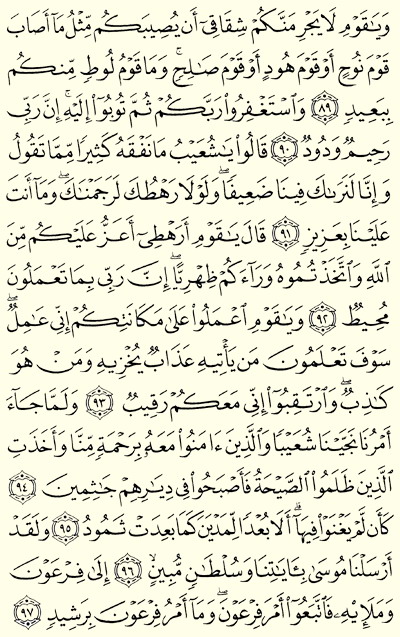 وَيَٰقَوۡمِ لَا يَجۡرِمَنَّكُمۡ شِقَاقِيٓ أَن يُصِيبَكُم مِّثۡلُ مَآ أَصَابَ
قَوۡمَ نُوحٍ أَوۡ قَوۡمَ هُودٍ أَوۡ قَوۡمَ صَٰلِحٖۚ وَمَا قَوۡمُ لُوطٖ مِّنكُم
بِبَعِيدٖ ٨٩ وَٱسۡتَغۡفِرُواْ رَبَّكُمۡ ثُمَّ تُوبُوٓاْ إِلَيۡهِۚ إِنَّ رَبِّي
رَحِيمٞ وَدُودٞ ٩٠ قَالُواْ يَٰشُعَيۡبُ مَا نَفۡقَهُ كَثِيرٗا مِّمَّا تَقُولُ
وَإِنَّا لَنَرَىٰكَ فِينَا ضَعِيفٗاۖ وَلَوۡلَا رَهۡطُكَ لَرَجَمۡنَٰكَۖ وَمَآ أَنتَ
عَلَيۡنَا بِعَزِيزٖ ٩١ قَالَ يَٰقَوۡمِ أَرَهۡطِيٓ أَعَزُّ عَلَيۡكُم مِّنَ
ٱللَّهِ وَٱتَّخَذۡتُمُوهُ وَرَآءَكُمۡ ظِهۡرِيًّاۖ إِنَّ رَبِّي بِمَا تَعۡمَلُونَ
مُحِيطٞ ٩٢ وَيَٰقَوۡمِ ٱعۡمَلُواْ عَلَىٰ مَكَانَتِكُمۡ إِنِّي عَٰمِلٞۖ
سَوۡفَ تَعۡلَمُونَ مَن يَأۡتِيهِ عَذَابٞ يُخۡزِيهِ وَمَنۡ هُوَ
كَٰذِبٞۖ وَٱرۡتَقِبُوٓاْ إِنِّي مَعَكُمۡ رَقِيبٞ ٩٣ وَلَمَّا جَآءَ
أَمۡرُنَا نَجَّيۡنَا شُعَيۡبٗا وَٱلَّذِينَ ءَامَنُواْ مَعَهُۥ بِرَحۡمَةٖ مِّنَّا وَأَخَذَتِ
ٱلَّذِينَ ظَلَمُواْ ٱلصَّيۡحَةُ فَأَصۡبَحُواْ فِي دِيَٰرِهِمۡ جَٰثِمِينَ ٩٤
كَأَن لَّمۡ يَغۡنَوۡاْ فِيهَآۗ أَلَا بُعۡدٗا لِّمَدۡيَنَ كَمَا بَعِدَتۡ ثَمُودُ ٩٥ وَلَقَدۡ
أَرۡسَلۡنَا مُوسَىٰ بِـَٔايَٰتِنَا وَسُلۡطَٰنٖ مُّبِينٍ ٩٦ إِلَىٰ فِرۡعَوۡنَ
وَمَلَإِيْهِۦ فَٱتَّبَعُوٓاْ أَمۡرَ فِرۡعَوۡنَۖ وَمَآ أَمۡرُ فِرۡعَوۡنَ بِرَشِيدٖ ٩٧